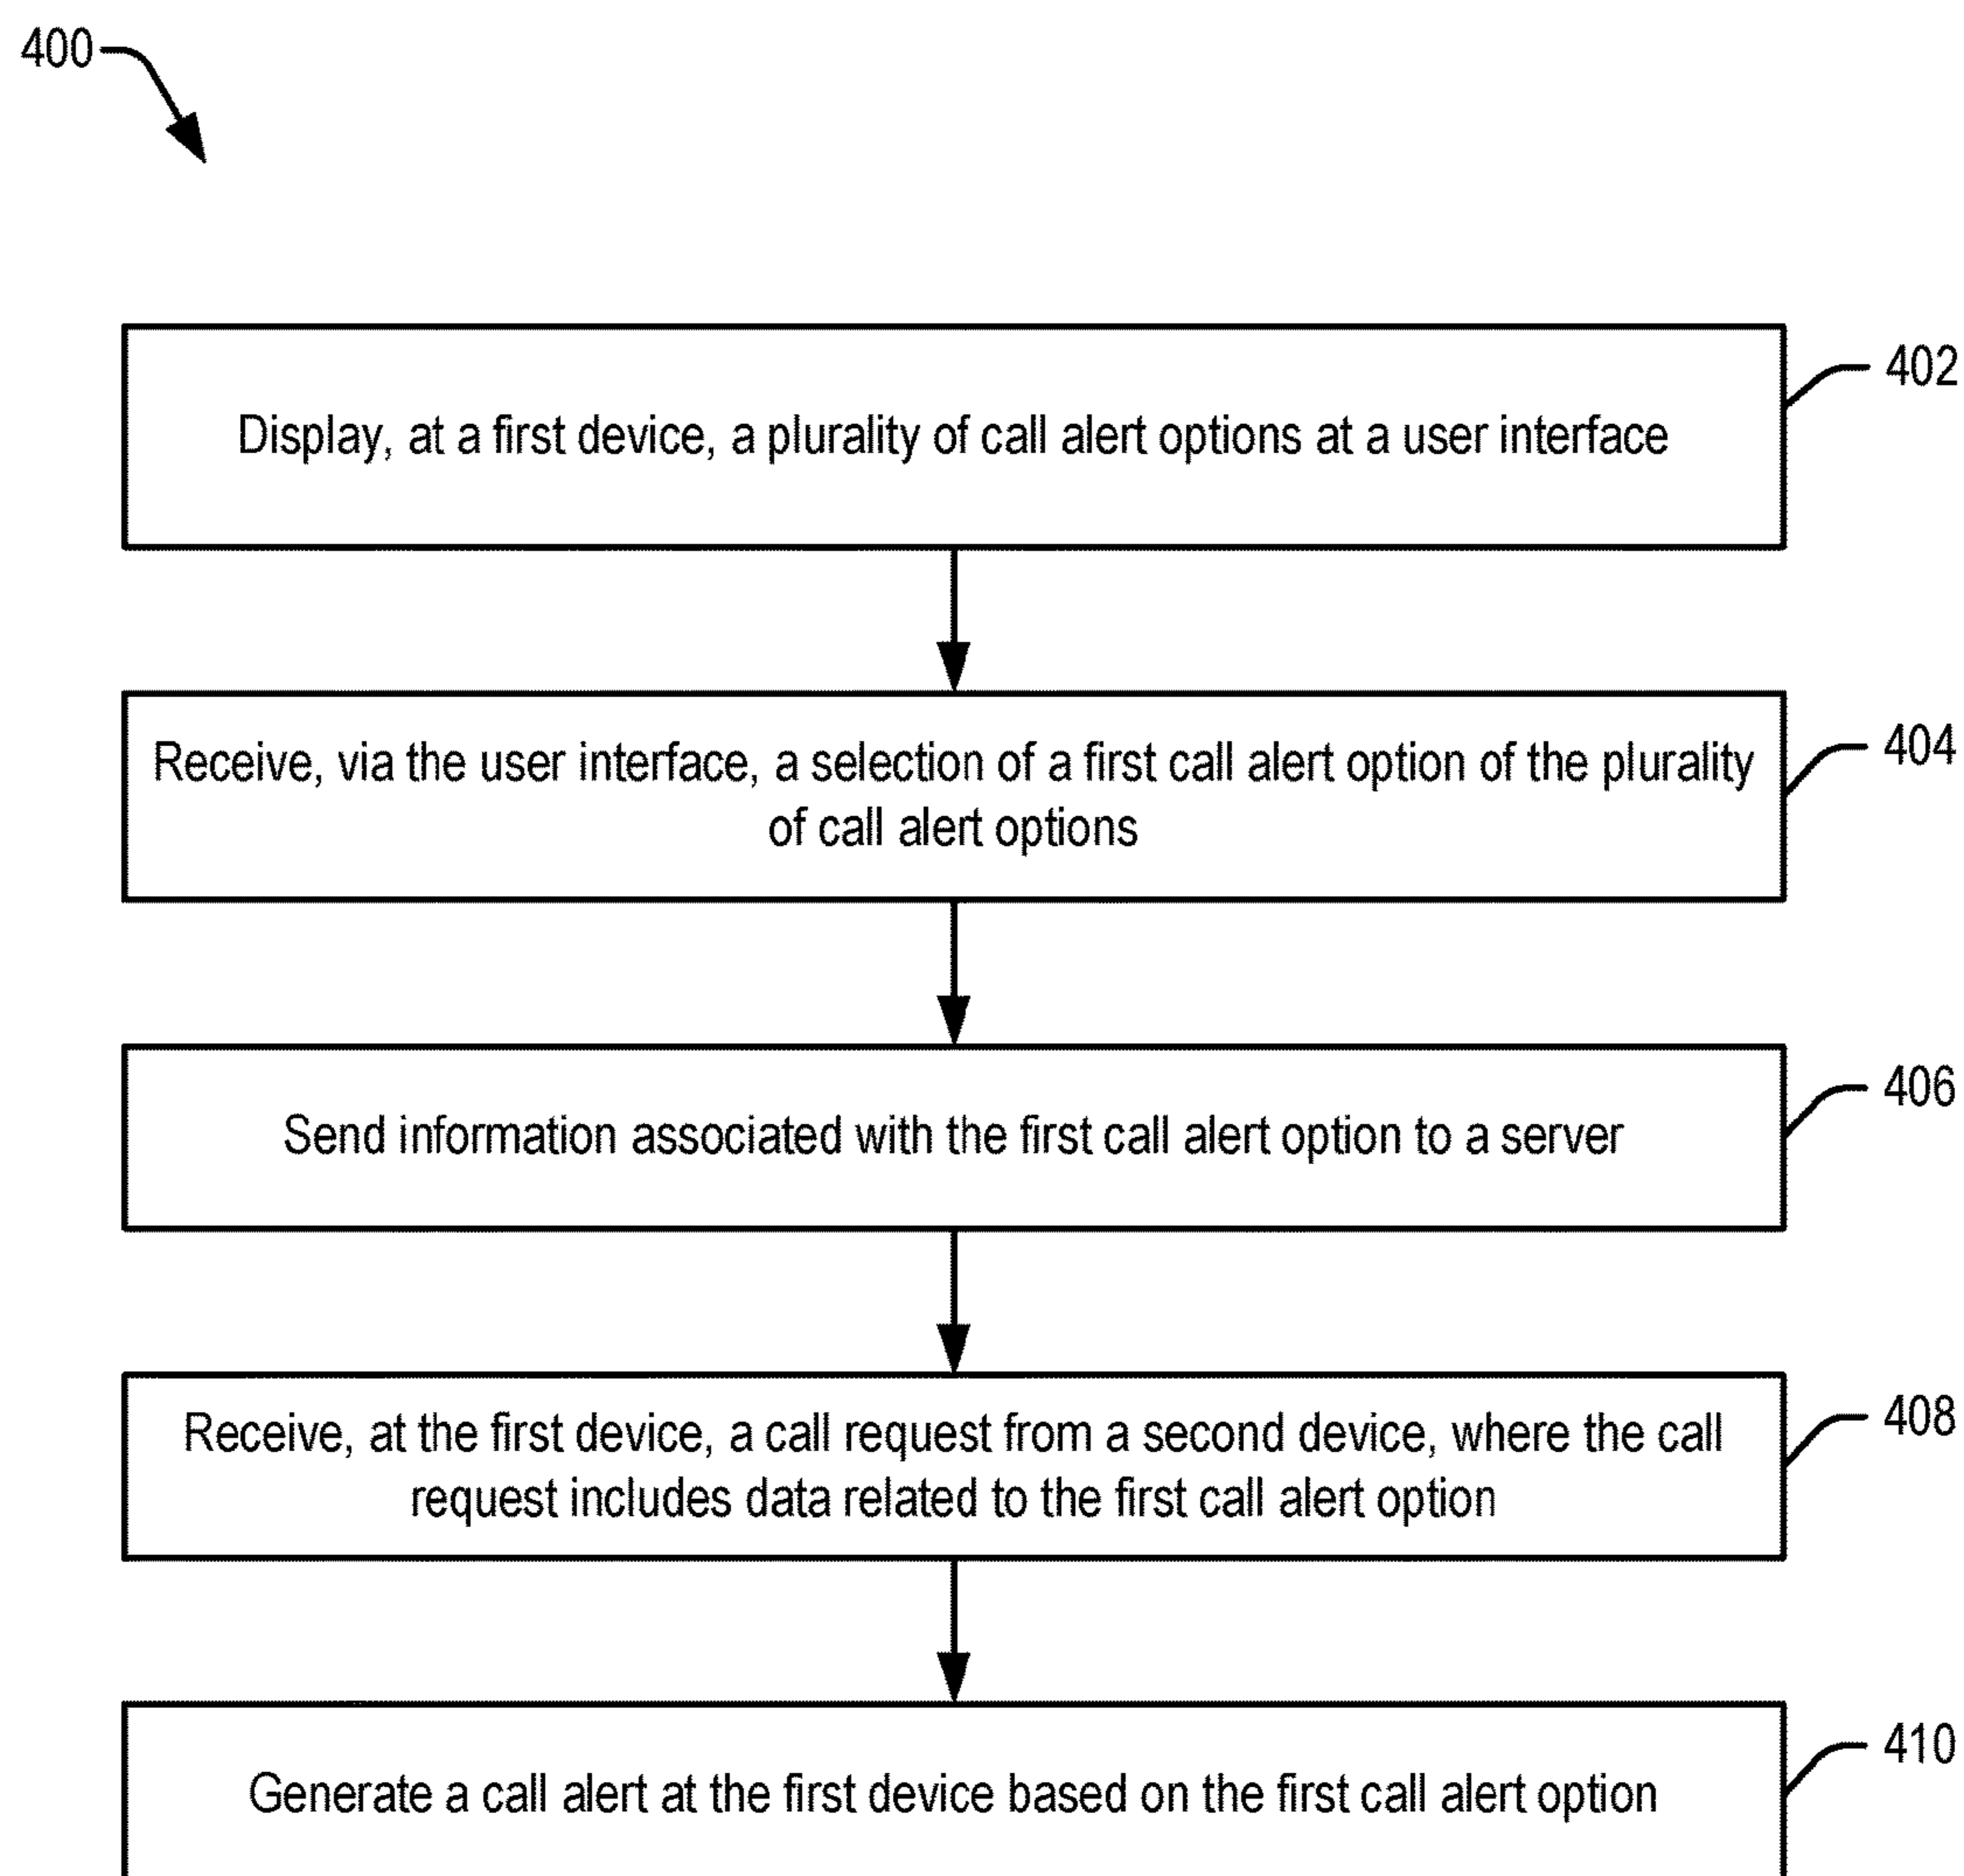 400
402
Display, at a first device, a plurality of call alert options at a user interface
404
Receive, via the user interface, a selection of a first call alert option of the plurality
of call alert options
406
Send information associated with the first call alert option to a server
408
Receive, at the first device, a call request from a second device, where the call
request includes data related to the first call alert option
410
Generate a call alert at the first device based on the first call alert option